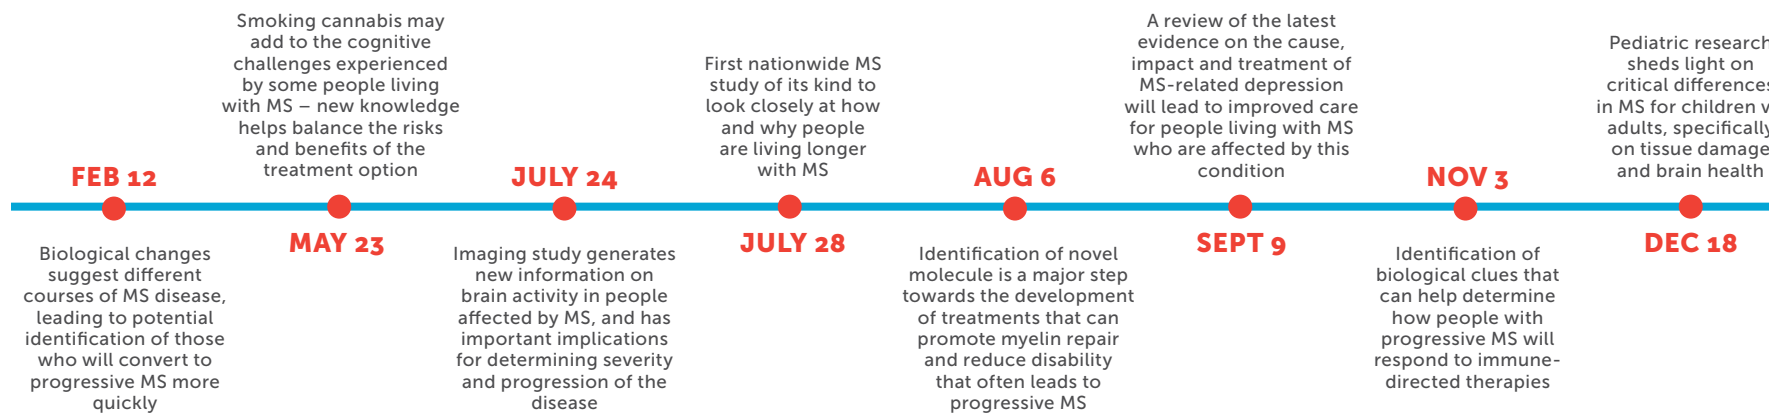 FEB 12
Biological changes
suggest different
courses of MS disease,
leading to potential
identification of those
who will convert to
progressive MS more
quickly
Smoking cannabis may
add to the cognitive
challenges experienced
by some people living
with MS – new knowledge
helps balance the risks
and benefits of the
treatment option
MAY 23
JULY 24
Imaging study generates
new information on
brain activity in people
affected by MS, and has
important implications
for determining severity
and progression of the
disease
First nationwide MS
study of its kind to
look closely at how
and why people
are living longer
with MS
JULY 28
AUG 6
Identification of novel
molecule is a major step
towards the development
of treatments that can
promote myelin repair
and reduce disability
that often leads to
progressive MS
A review of the latest
evidence on the cause,
impact and treatment of
MS-related depression
will lead to improved care
for people living with MS
who are affected by this
condition
SEPT 9
NOV 3
Identification of
biological clues that
can help determine
how people with
progressive MS will
respond to immune-
directed therapies
Pediatric research
sheds light on
critical differences
in MS for children
adults, specifically
on tissue damage
and brain health
DEC 18